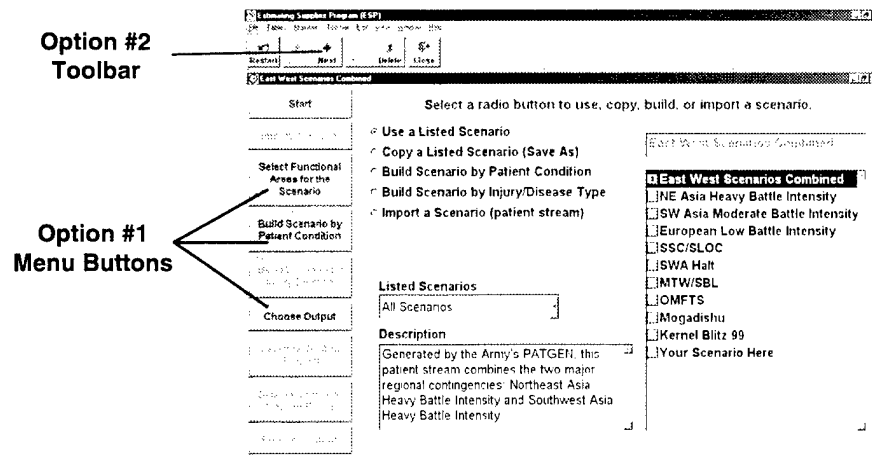 Option #2
Toolbar
Estimating Supplies Program (ESP)
Restart
Next
Delete
Close
East West Scenarios Combined
Start
Select a radio button to use, copy, build, or import a scenario.
Use a Listed Scenario
Copy a Listed Scenario (Save As)
Build Scenario by Patient Condition
Build Scenario by Injury/Disease Type
Import a Scenario (patient stream)
East West Scenarios Combined
Select Functional
Areas for the
Scenario
Build Scenario by
Patient Condition
Option #1
Menu Buttons
Choose Output
Listed Scenarios
All Scenarios
Description
Generated by the Army's PATGEN, this
patient stream combines the two major
regional contingencies: Northeast Asia
Heavy Battle Intensity and Southwest Asia
Heavy Battle Intensity
East West Scenarios Combined
NE Asia Heavy Battle Intensity
SW Asia Moderate Battle Intensity
European Low Battle Intensity
SSC/SLOC
SWA Halt
MTW/SBL
OMFTS
Mogadishu
Kernel Blitz 99
Your Scenario Here